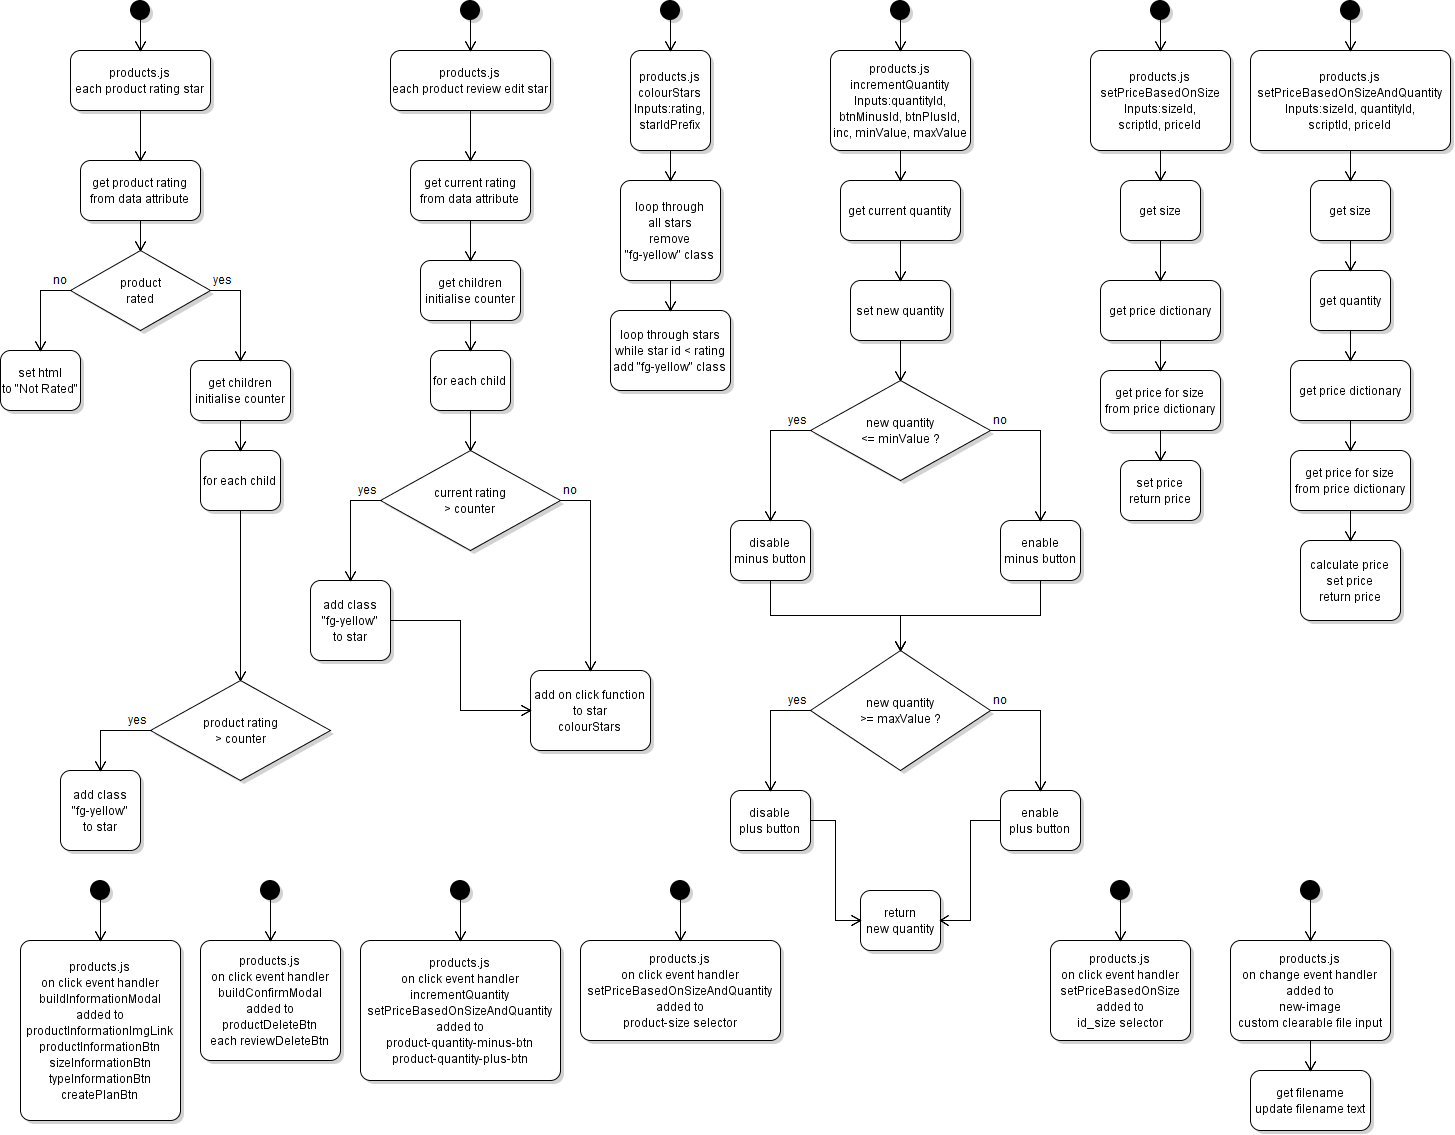 products.js
each product rating star
get product rating
from data attribute
product
rated
no
yes
set html
to "Not Rated"
get children
initialise counter
for each child
product rating
> counter
yes
add class
"fg-yellow"
to star
products.js
each product review edit star
get current rating
from data attribute
get children
initialise counter
for each child
current rating
> counter
yes
no
add class
"fg-yellow"
to star
add on click function
to star
colourStars
products.js
colourStars
Inputs:rating,
starIdPrefix
loop through
all stars
remove
"fg-yellow" class
loop through stars
while star id < rating
add "fg-yellow" class
products.js
incrementQuantity
Inputs:quantityId,
btnMinusId, btnPlusId,
inc, minValue, maxValue
get current quantity
set new quantity
new quantity
<= minValue ?
yes
no
disable
minus button
enable
minus button
new quantity
>= maxValue ?
yes
no
disable
plus button
enable
plus button
return
new quantity
products.js
setPriceBasedOnSize
Inputs:sizeId,
scriptId, priceId
get size
get price dictionary
get price for size
from price dictionary
set price
return price
products.js
setPriceBasedOnSizeAndQuantity
Inputs:sizeId, quantityId,
scriptId, priceId
get size
get quantity
get price dictionary
get price for size
from price dictionary
calculate price
set price
return price
products.js
on click event handler
buildInformationModal
added to
productInformationImgLink
productInformationBtn
sizeInformationBtn
typeInformationBtn
createPlanBtn
products.js
on click event handler
buildConfirmModal
added to
productDeleteBtn
each reviewDeleteBtn
products.js
on click event handler
incrementQuantity
setPriceBasedOnSizeAndQuantity
added to
product-quantity-minus-btn
product-quantity-plus-btn
products.js
on click event handler
setPriceBasedOnSizeAndQuantity
added to
product-size selector
products.js
on click event handler
setPriceBasedOnSize
added to
id_size selector
products.js
on change event handler
added to
new-image
custom clearable file input
get filename
update filename text